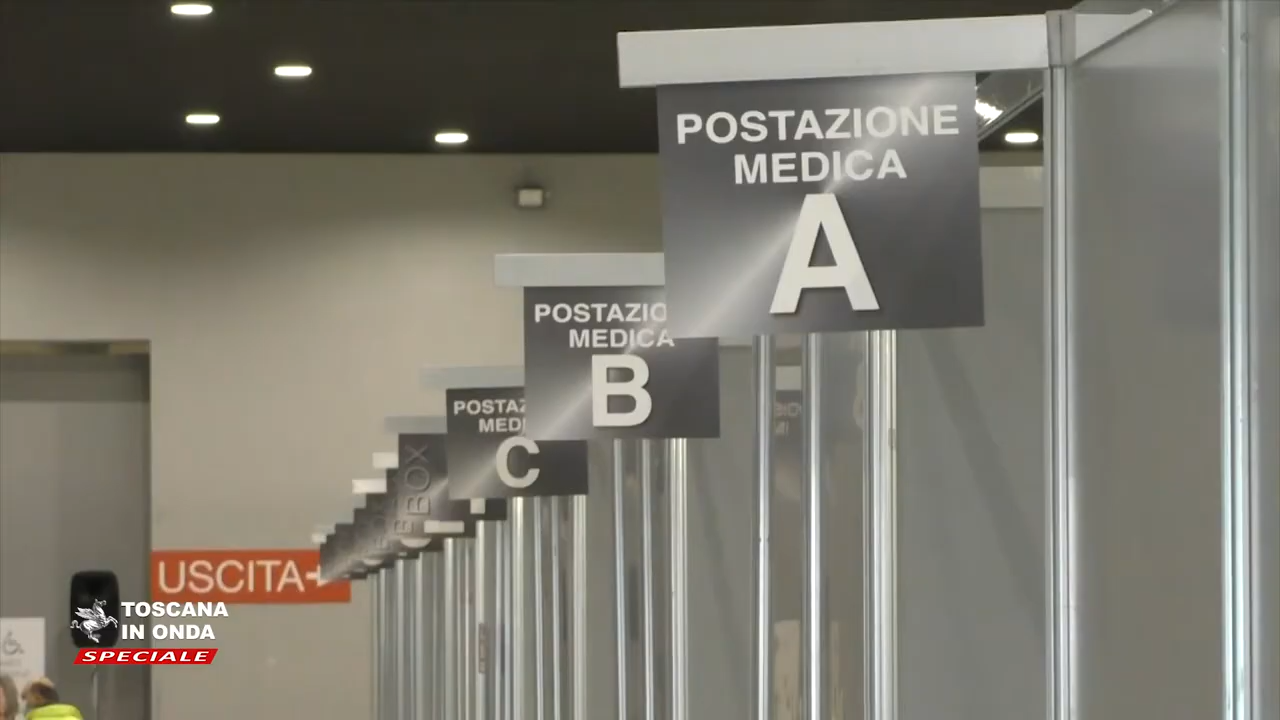 POSTAZIONE
MEDICA
A
POSTAZIO
MEDICA
B
POSTAZ
MEDI
C
BOX
USCITA+
TOSCANA
IN ONDA
SPECIALE